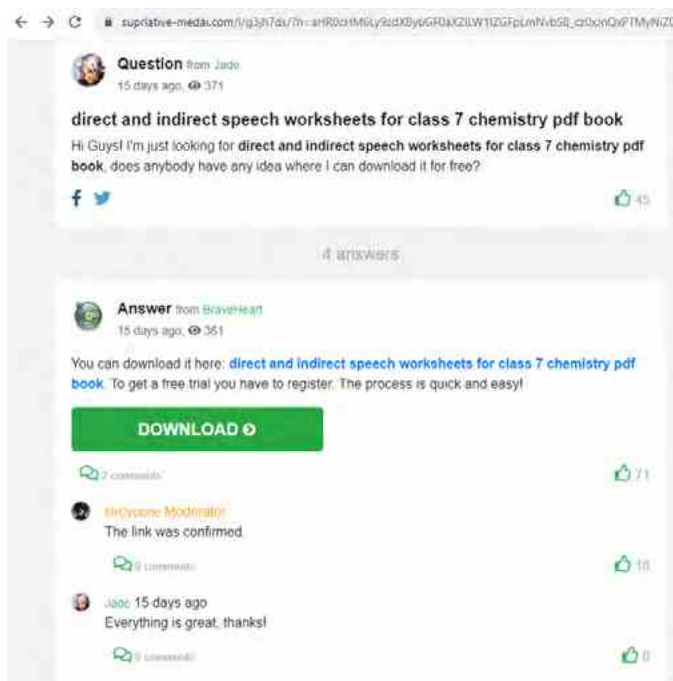 Question from Jade
15 days ago, 371
direct and indirect speech worksheets for class 7 chemistry pdf book
Hi Guys! I'm just looking for direct and indirect speech worksheets for class 7 chemistry pdf
book, does anybody have any idea where I can download it for free?
45
4 answers
Answer from BraveHeart
15 days ago, 361
You can download it here: direct and indirect speech worksheets for class 7 chemistry pdf
book. To get a free trial you have to register. The process is quick and easy!
DOWNLOAD
comments 71
Moderator
The link was confirmed.
comments 18
Jade 15 days ago
Everything is great, thanks!
0 comments 0